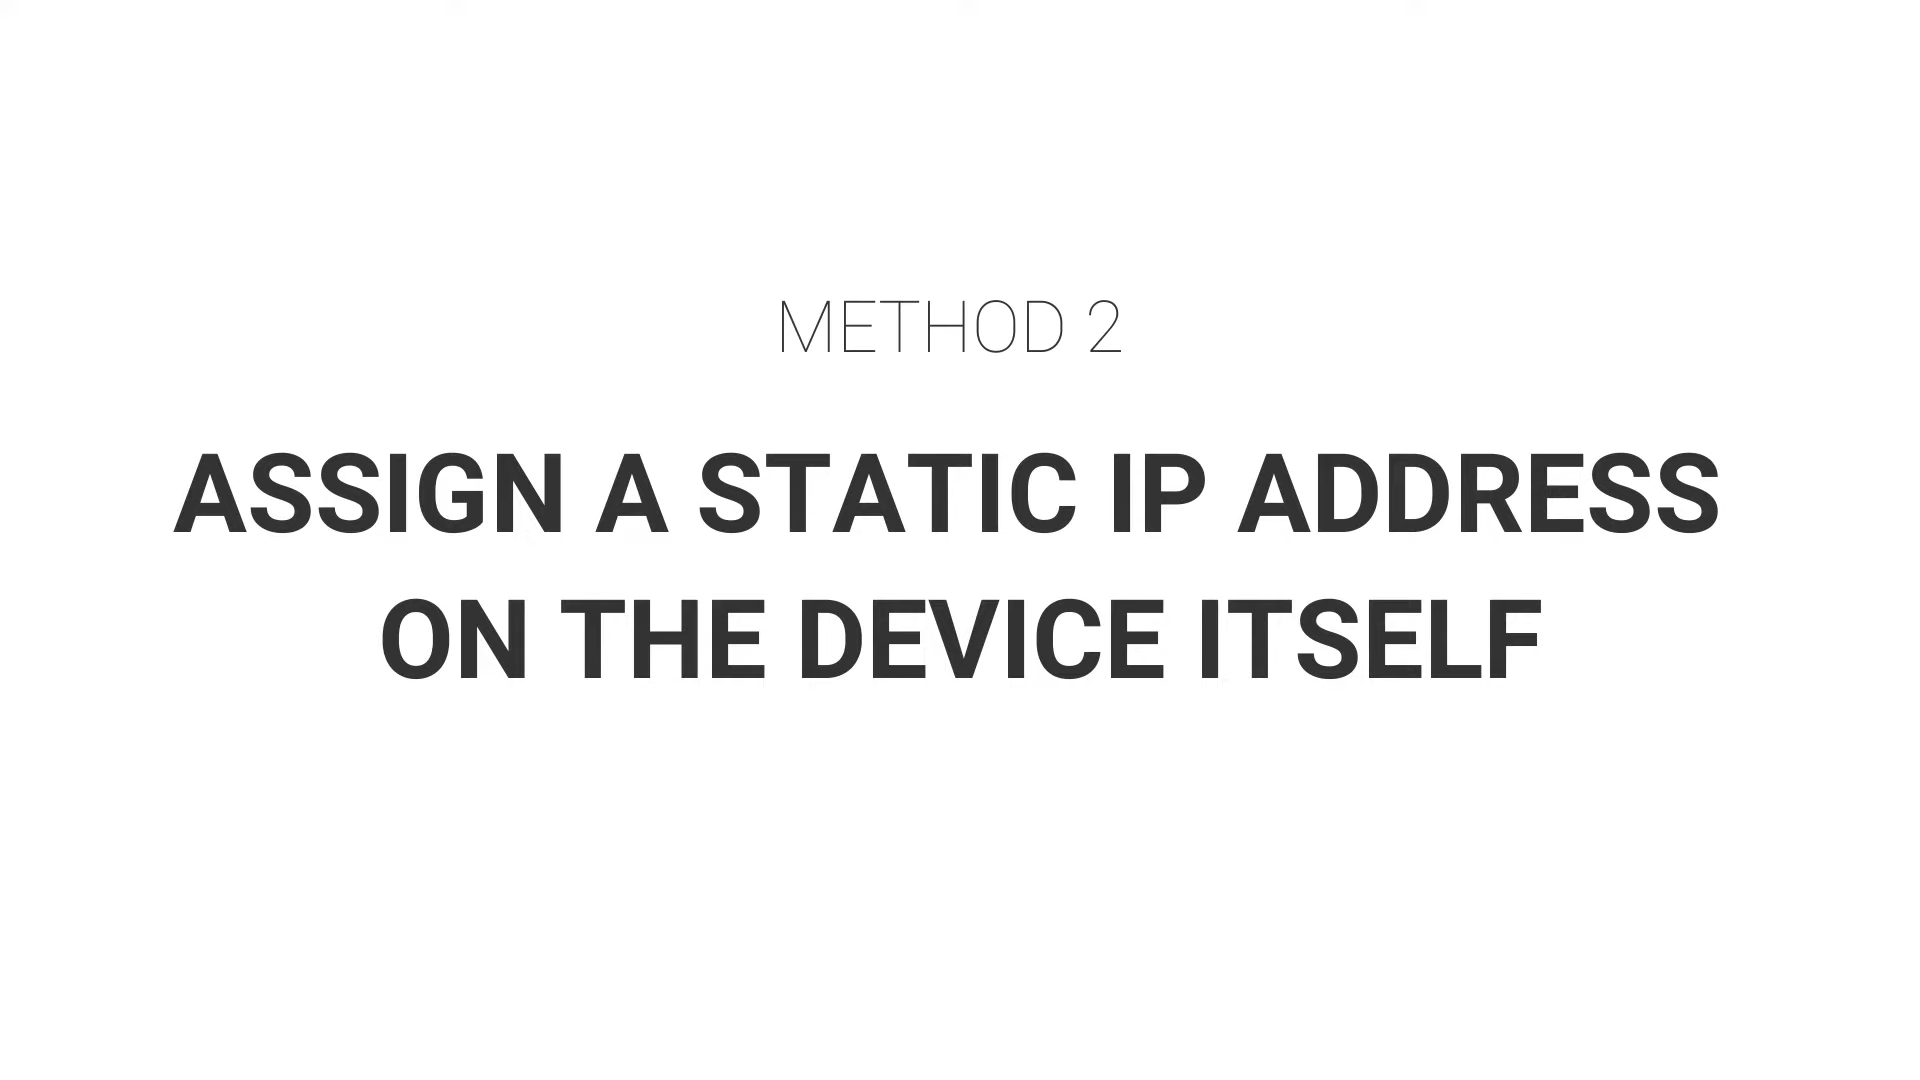 METHOD 2
ASSIGN A STATIC IP ADDRESS
ON THE DEVICE ITSELF